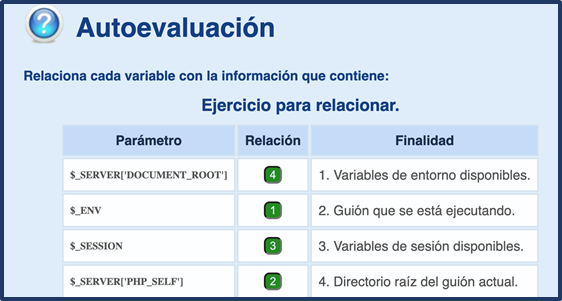 ?
Autoevaluación
Relaciona cada variable con la información que contiene:
Ejercicio para relacionar.
Parámetro Relación Finalidad
$_SERVER['DOCUMENT_ROOT'] 4 1. Variables de entorno disponibles.
$_ENV 1 2. Guión que se está ejecutando.
$_SESSION 3 3. Variables de sesión disponibles.
$_SERVER['PHP_SELF'] 2 4. Directorio raíz del guión actual.